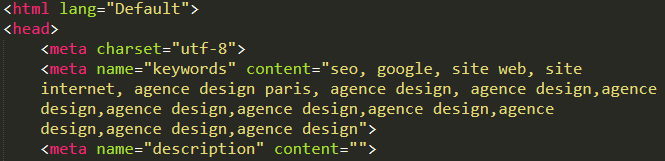 <html lang="Default">
<head>
<meta charset="utf-8">
<meta name="keywords" content="seo, google, site web, site
internet, agence design paris, agence design, agence design,agence
design,agence design,agence design,agence design,agence
design,agence design,agence design">
<meta name="description" content="">